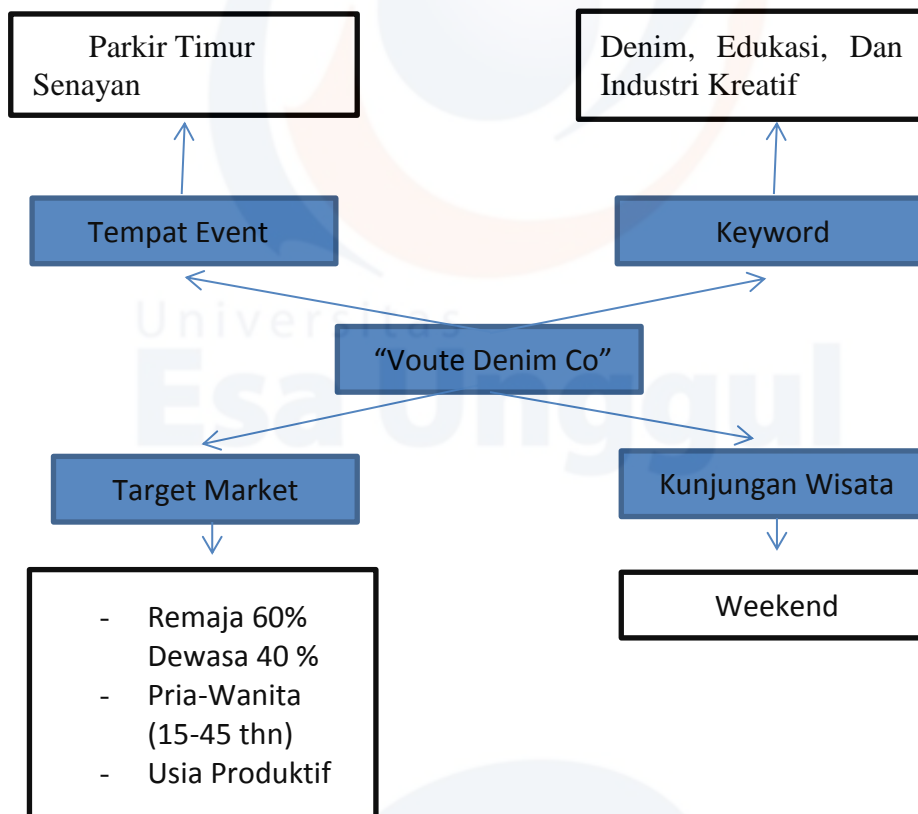 Parkir Timur
Senayan
Denim, Edukasi, Dan
Industri Kreatif
Tempat Event
Keyword
Universitas
Esa Unggul
“Voute Denim Co”
Target Market
Kunjungan Wisata
- Remaja 60%
Dewasa 40 %
- Pria-Wanita
(15-45 thn)
- Usia Produktif
Weekend